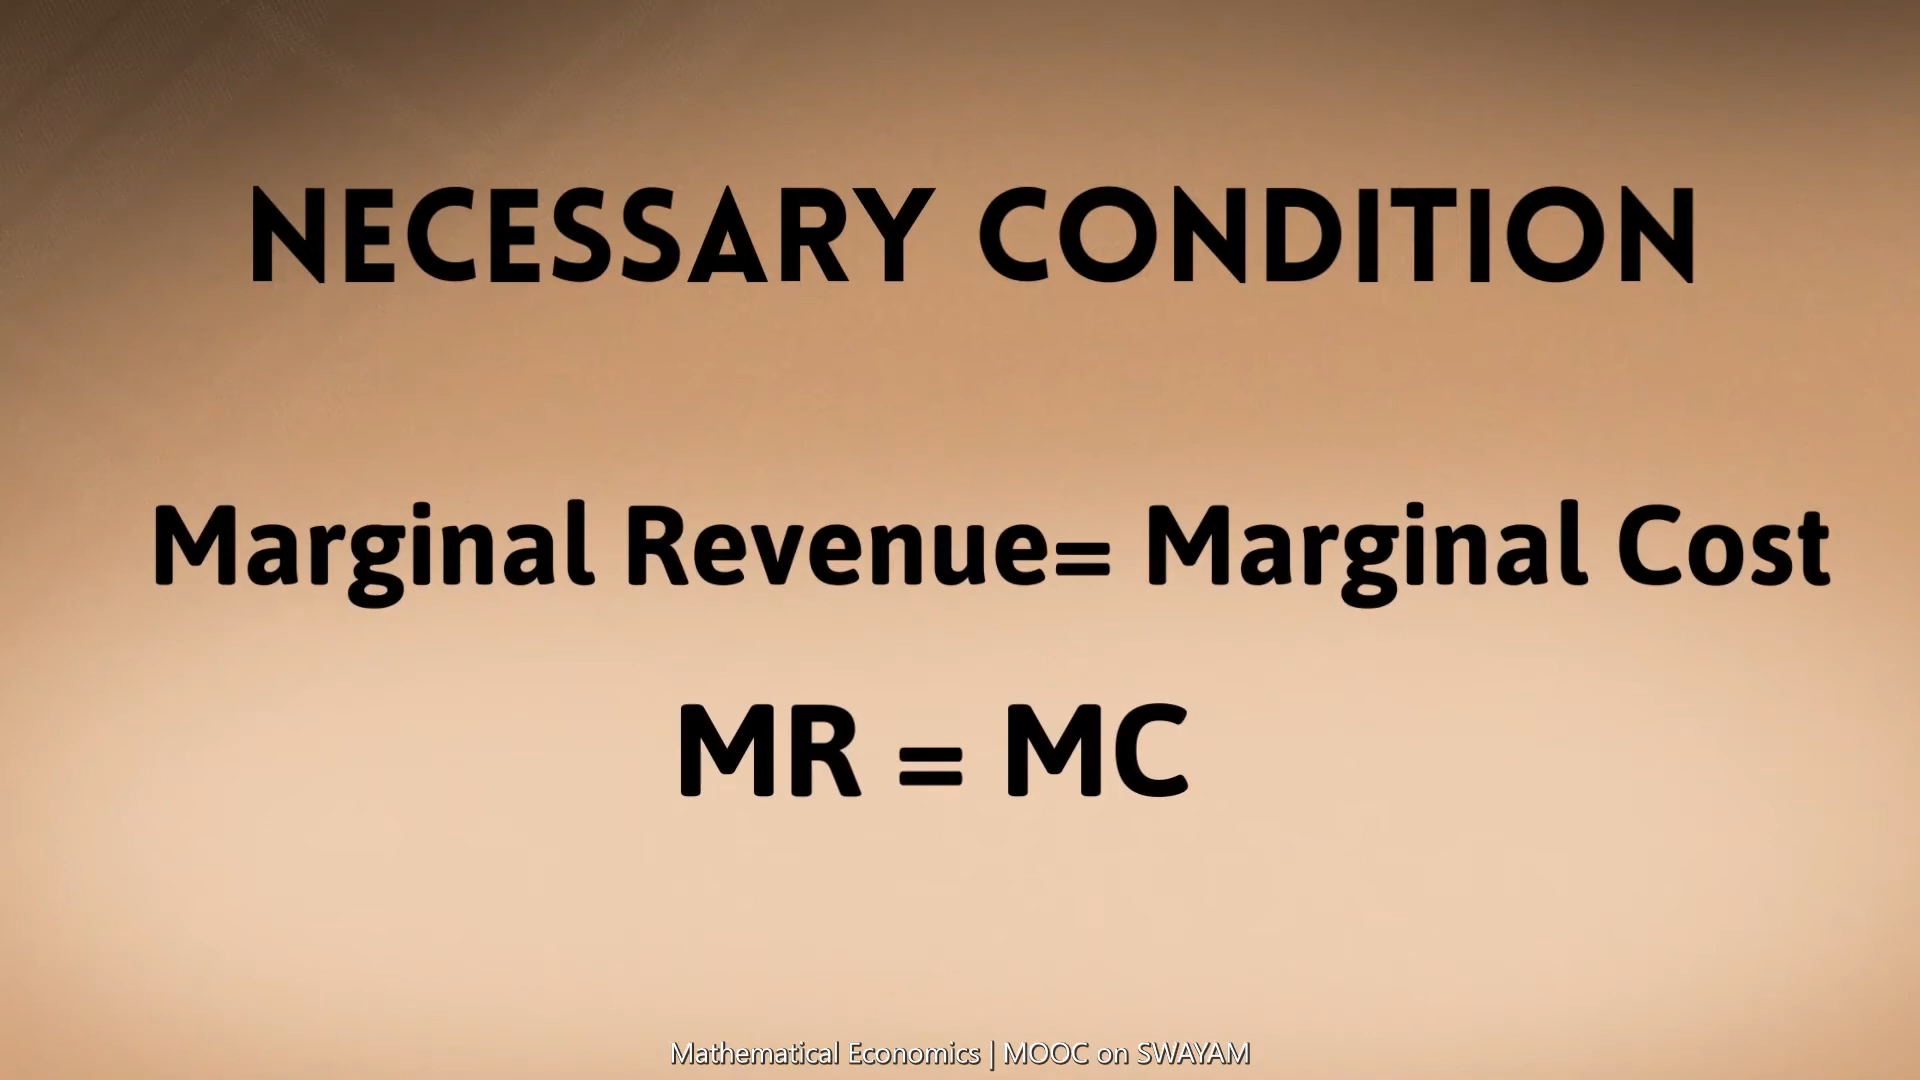 NECESSARY CONDITION
Marginal Revenue= Marginal Cost
MR = MC
Mathematical Economics | MOOC on SWAYAM